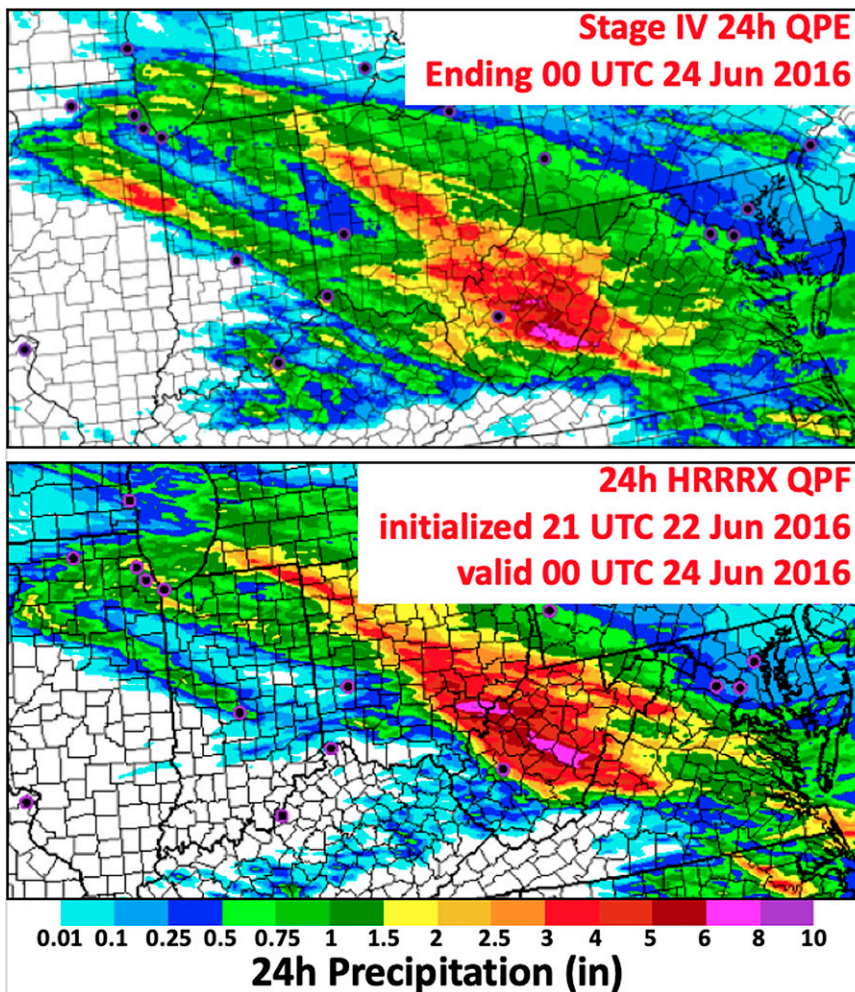 Stage IV 24h QPE
Ending 00 UTC 24 Jun 2016
24h HRRRX QPF
initialized 21 UTC 22 Jun 2016
valid 00 UTC 24 Jun 2016
0.01 0.1 0.25 0.5 0.75 1 1.5 2 2.5 3 4 5 6 8 10
24h Precipitation (in)